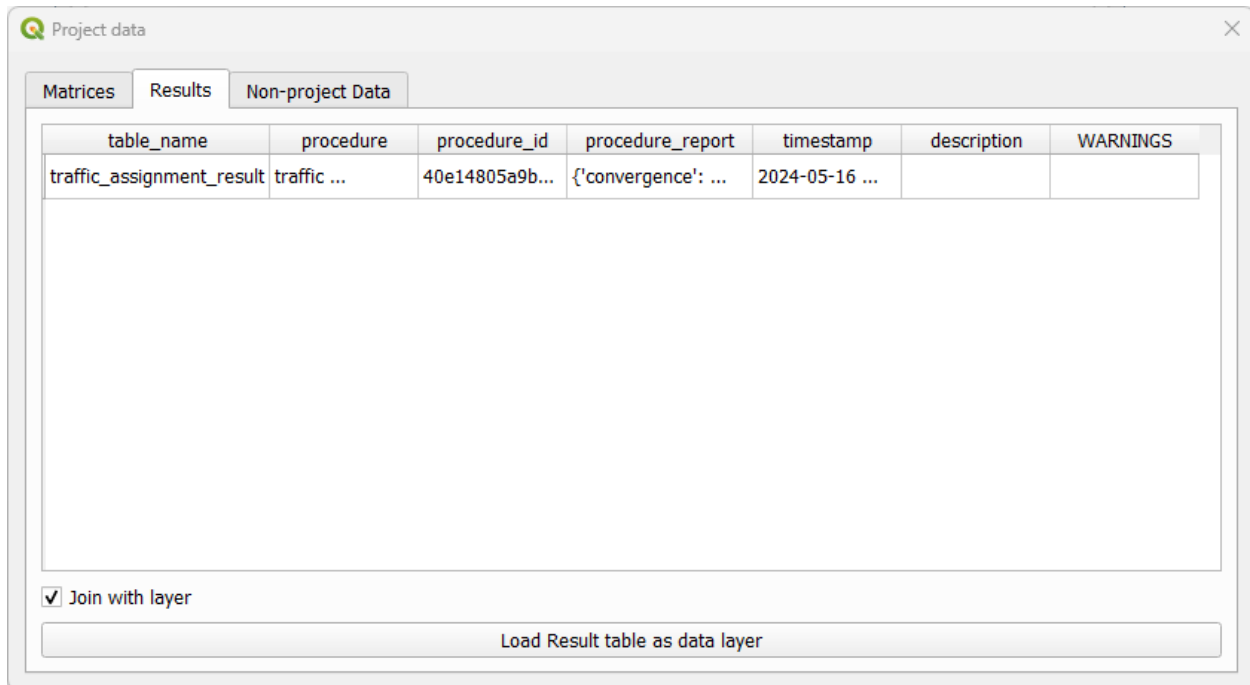 Project data
Matrices Results Non-project Data
table_name procedure procedure_id procedure_report timestamp description WARNINGS
traffic_assignment_result traffic ... 40e14805a9b... {'convergence': ... 2024-05-16 ...
Join with layer
Load Result table as data layer